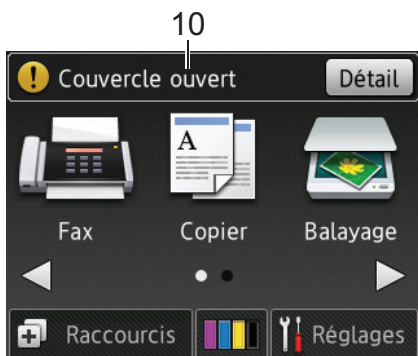 10
Couvercle ouvert Détail
A
Fax Copier Balayage
Raccourcis Réglages